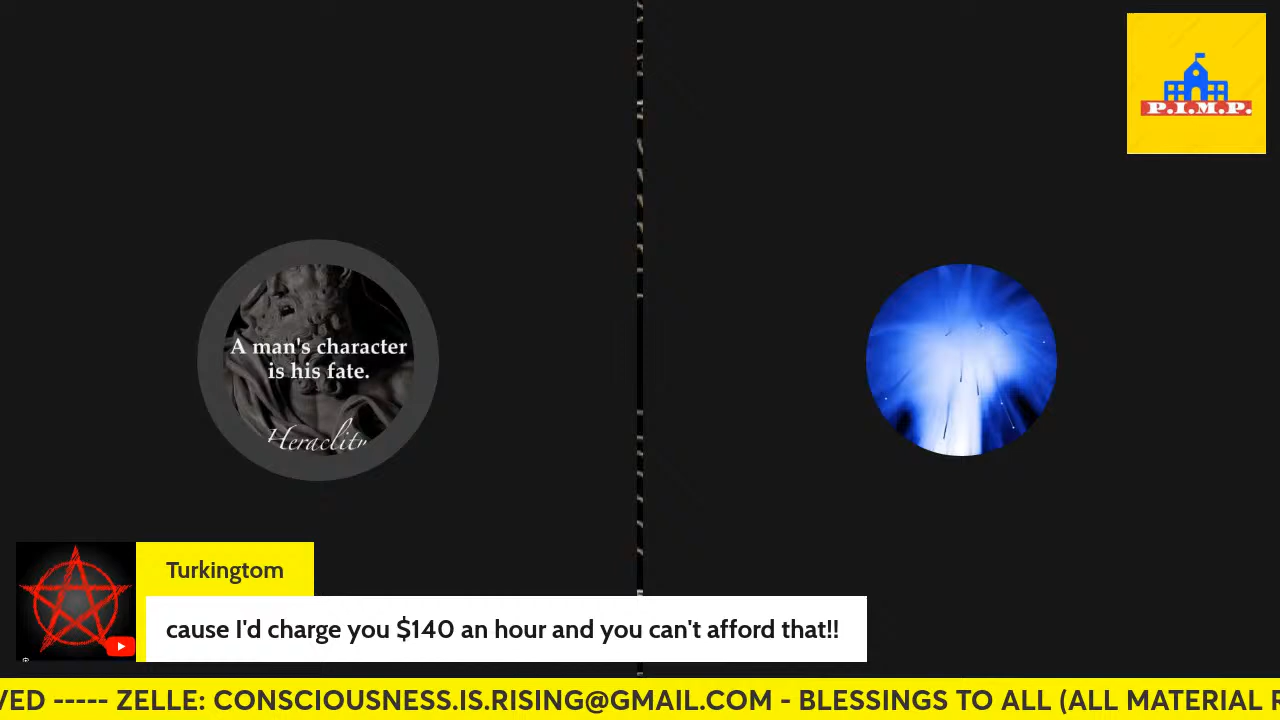 P.I.M.P.
A man's character
is his fate.
Turkingtom
cause I'd charge you $140 an hour and you can't afford that!!
VED ----- ZELLE: CONSCIOUSNESS.IS.RISING@GMAIL.COM - BLESSINGS TO ALL (ALL MATERIAL